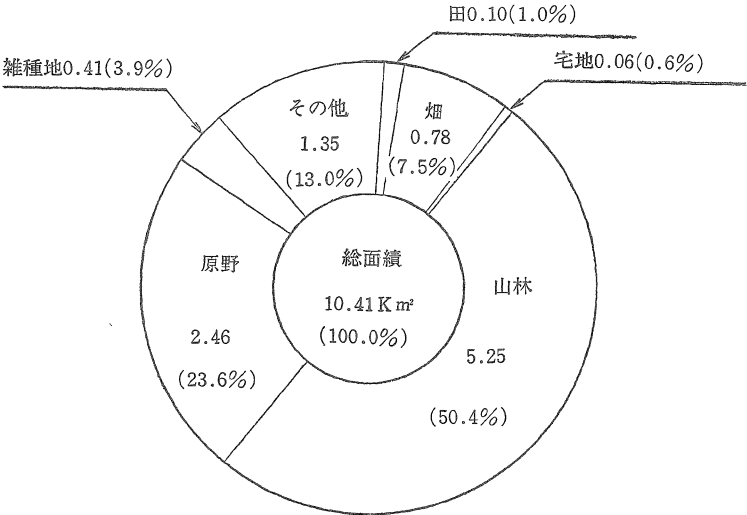 田0.10(1.0%)
宅地0.06(0.6%)
雑種地0.41(3.9%)
その他
1.35
(13.0%)
畑
0.78
(7.5%)
原野
2.46
(23.6%)
総面績
10.41K㎡
(100.0%)
山林
5.25
(50.4%)